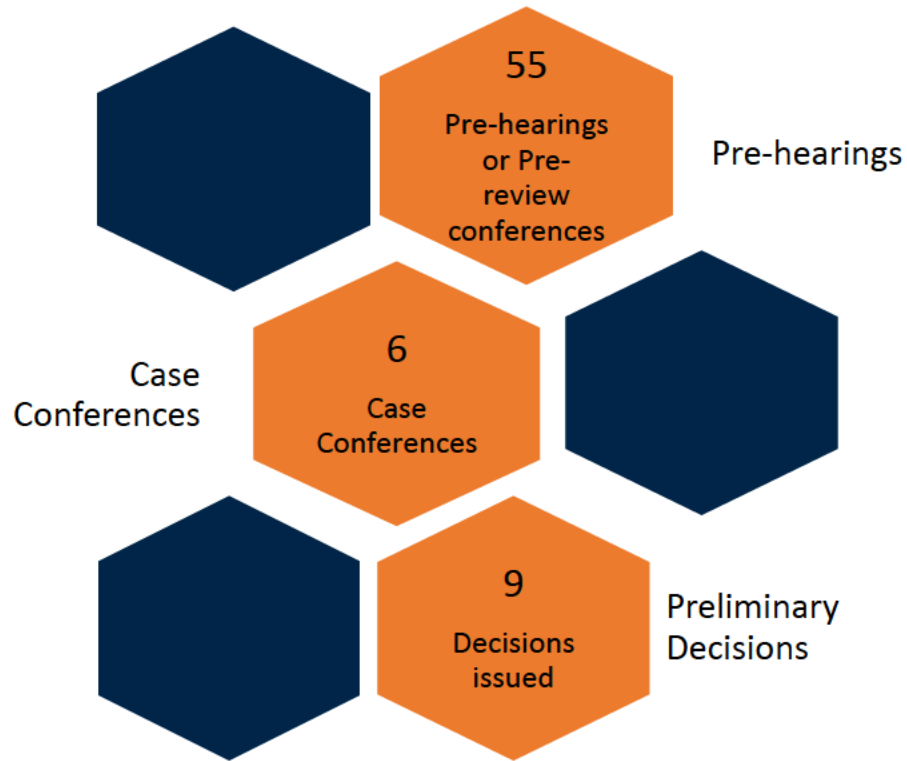 55
Pre-hearings
or Pre-
review
conferences
Pre-hearings
Case
Conferences
6
Case
Conferences
9
Decisions
issued
Preliminary
Decisions